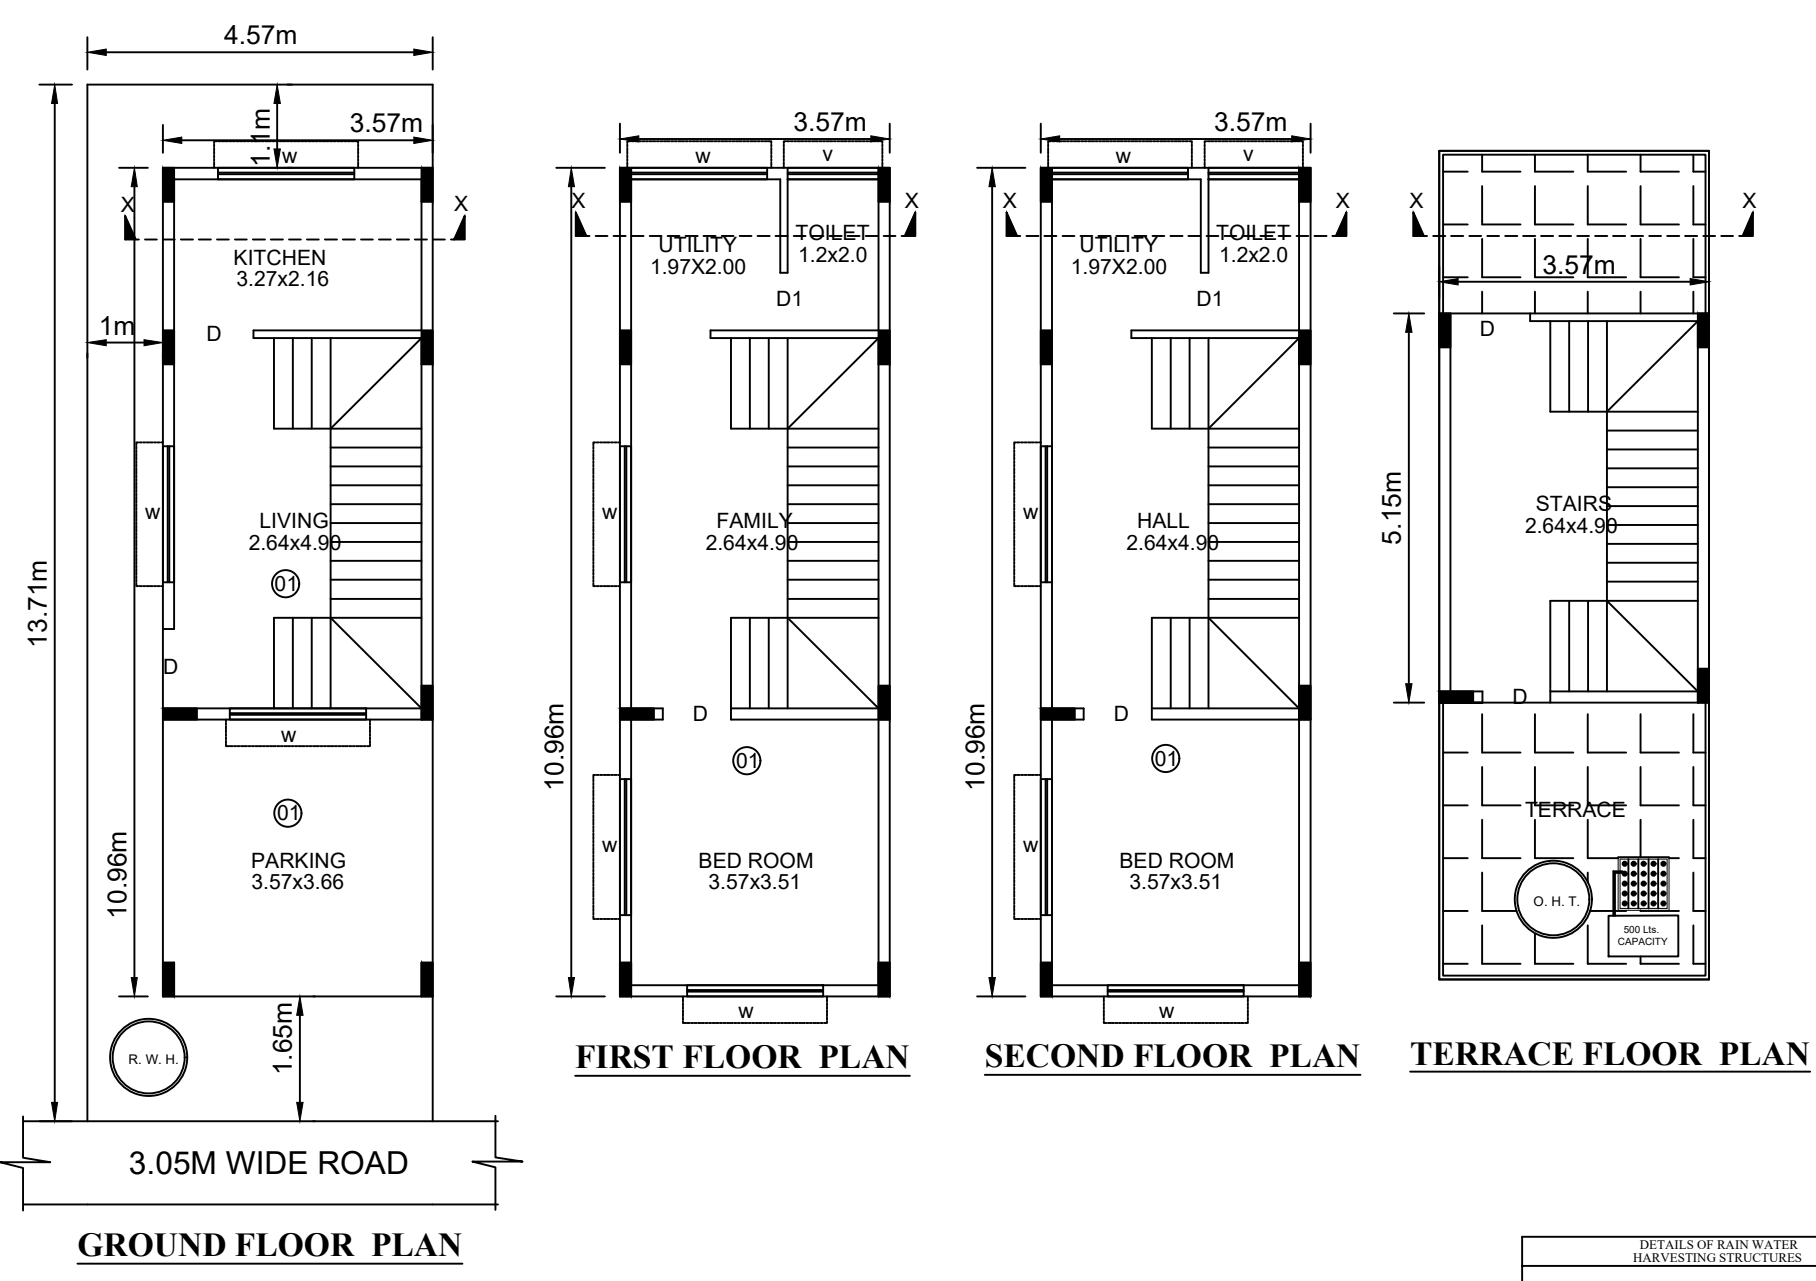 4.57m
13.71m
1.1m
3.57m
w
X
X
KITCHEN
3.27x2.16
1m
D
w
LIVING
2.64x4.90
01
D
w
10.96m
01
PARKING
3.57x3.66
1.65m
R. W. H.
3.05M WIDE ROAD
GROUND FLOOR PLAN
3.57m
w
v
X
X
UTILITY
1.97X2.00
TOILET
1.2x2.0
D1
w
FAMILY
2.64x4.90
D
10.96m
01
w
BED ROOM
3.57x3.51
w
FIRST FLOOR PLAN
3.57m
w
v
X
X
UTILITY
1.97X2.00
TOILET
1.2x2.0
D1
w
HALL
2.64x4.90
D
10.96m
01
w
BED ROOM
3.57x3.51
w
SECOND FLOOR PLAN
X
X
3.57m
D
5.15m
STAIRS
2.64x4.90
D
TERRACE
O. H. T.
500 Lts.
CAPACITY
TERRACE FLOOR PLAN
DETAILS OF RAIN WATER
HARVESTING STRUCTURES